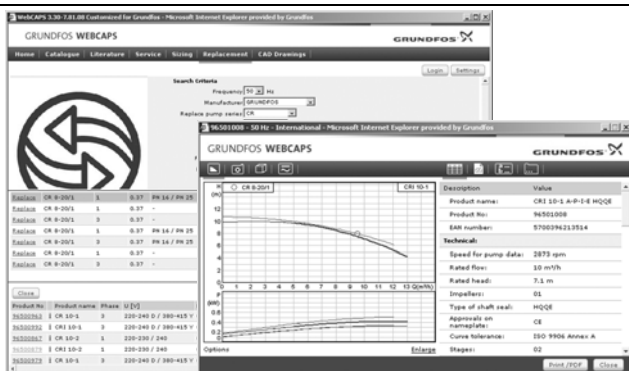 WebCAPS 3.30-7.01.00 Customized for Grundfos - Microsoft Internet Explorer provided by Grundfos
GRUNDFOS WEBCAPS
GRUNDFOS
Home Catalogue Literature Service Sizing Replacement CAD Drawings
Login Settings
Search Criteria
Frequency 50 Hz
Manufacturer GRUNDFOS
Replace pump series CR
Replace CR 8-20/1 1 0.37 PN 16 / PN 25
Replace CR 8-20/1 1 0.37 -
Replace CR 8-20/1 3 0.37 PN 16 / PN 25
Replace CR 8-20/1 3 0.37 -
Replace CR 8-20/1 1 0.37 PN 16 / PN 25
Replace CR 8-20/1 1 0.37 -
Replace CR 8-20/1 3 0.37 -
Close
Product No Product name Phase U [V]
96500963 CR 10-1 3 220-240 D / 380-415 Y
CRI 10-1 3 220-240 D / 380-415 Y
CR 10-2 1 220-230 / 240
CRI 10-2 1 220-230 / 240
CR 10-1 3 220-240 D / 380-415 Y
96501008 - 50 Hz - International - Microsoft Internet Explorer provided by Grundfos
GRUNDFOS WEBCAPS
GRUNDFOS
H
(m)
CR 8-20/1
CRI 10-1
12
10
8
6
4
2
0
0 1 2 3 4 5 6 7 8 9 10 11 12 13 Q(m³/h)
P
(kW)
0.6
0.4
0.2
0
Options
Enlarge
Description Value
Product name: CRI 10-1 A-P-I-E HQQE
Product No: 96501008
EAN number: 5700396213514
Technical:
Speed for pump data: 2873 rpm
Rated flow: 10 m³/h
Rated head: 7.1 m
Impellers: 01
Type of shaft seal: HQQE
Approvals on nameplate: CE
Curve tolerance: ISO 9906 Annex A
Stages: 02
Print /PDF Close